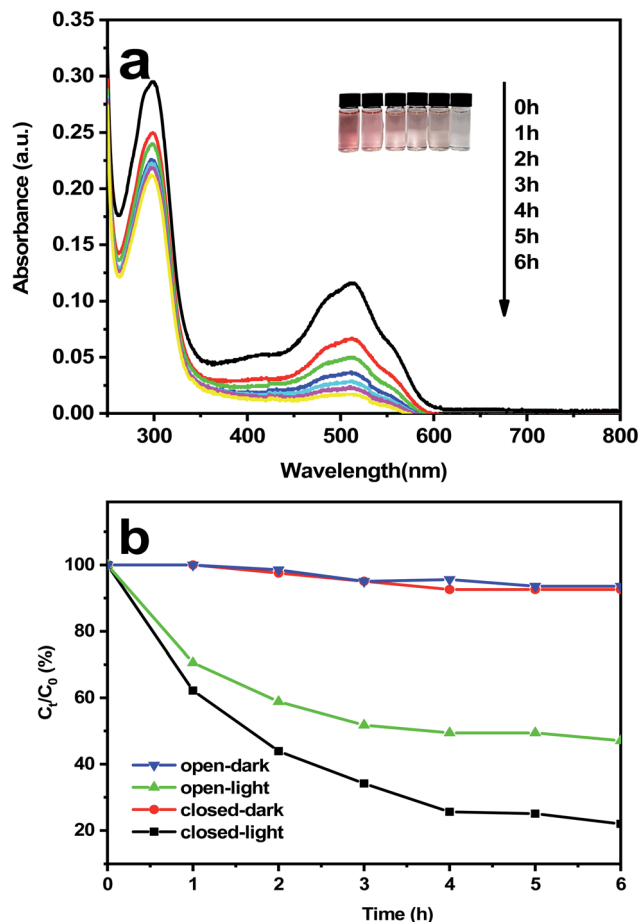 a
0.35
0.30
0.25
0.20
0.15
0.10
0.05
0.00
Absorbance (a.u.)
0h
1h
2h
3h
4h
5h
6h
300 400 500 600 700 800
Wavelength(nm)
b
100
80
60
40
20
Cₜ/C₀ (%)
open-dark
open-light
closed-dark
closed-light
0 1 2 3 4 5 6
Time (h)